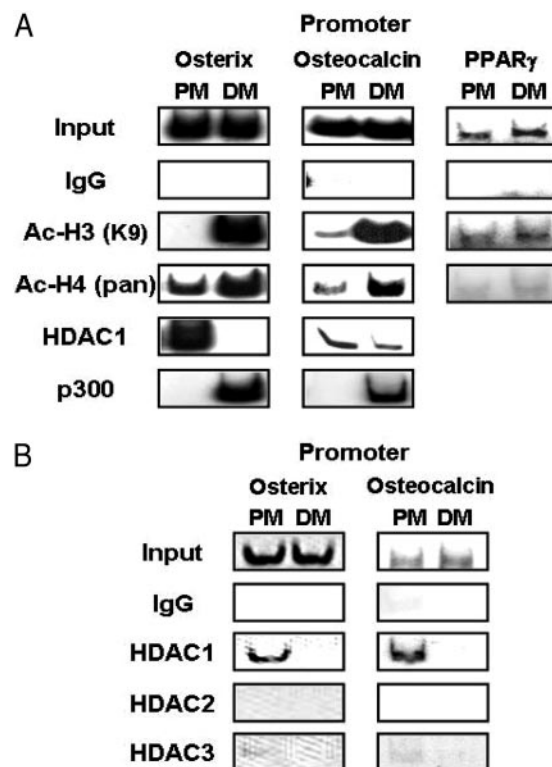 A
Promoter
Osterix Osteocalcin PPARγ
PM DM PM DM PM DM
Input
IgG
Ac-H3 (K9)
Ac-H4 (pan)
HDAC1
p300
B
Promoter
Osterix Osteocalcin
PM DM PM DM
Input
IgG
HDAC1
HDAC2
HDAC3